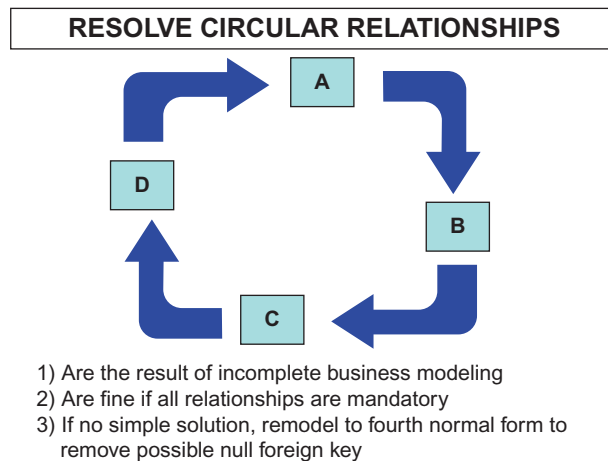 RESOLVE CIRCULAR RELATIONSHIPS
A
D
B
C
1) Are the result of incomplete business modeling
2) Are fine if all relationships are mandatory
3) If no simple solution, remodel to fourth normal form to
remove possible null foreign key